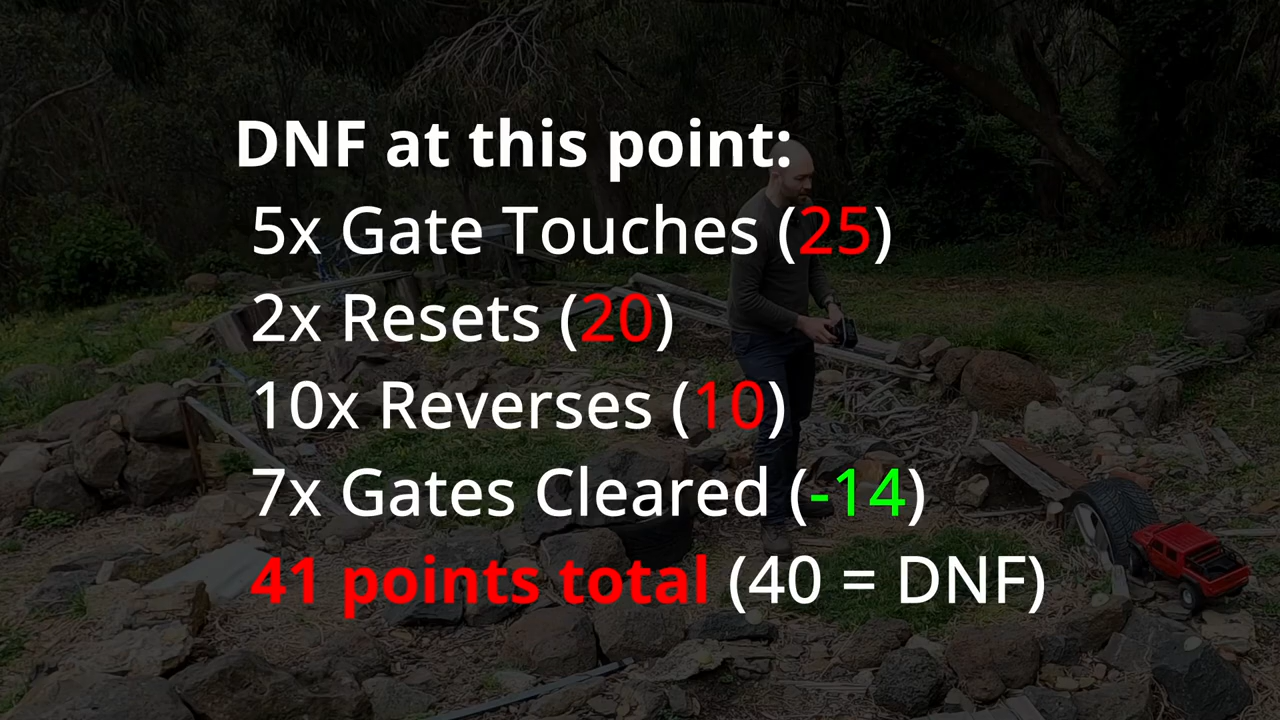 DNF at this point:
5x Gate Touches (25)
2x Resets (20)
10x Reverses (10)
7x Gates Cleared (-14)
41 points total (40 = DNF)